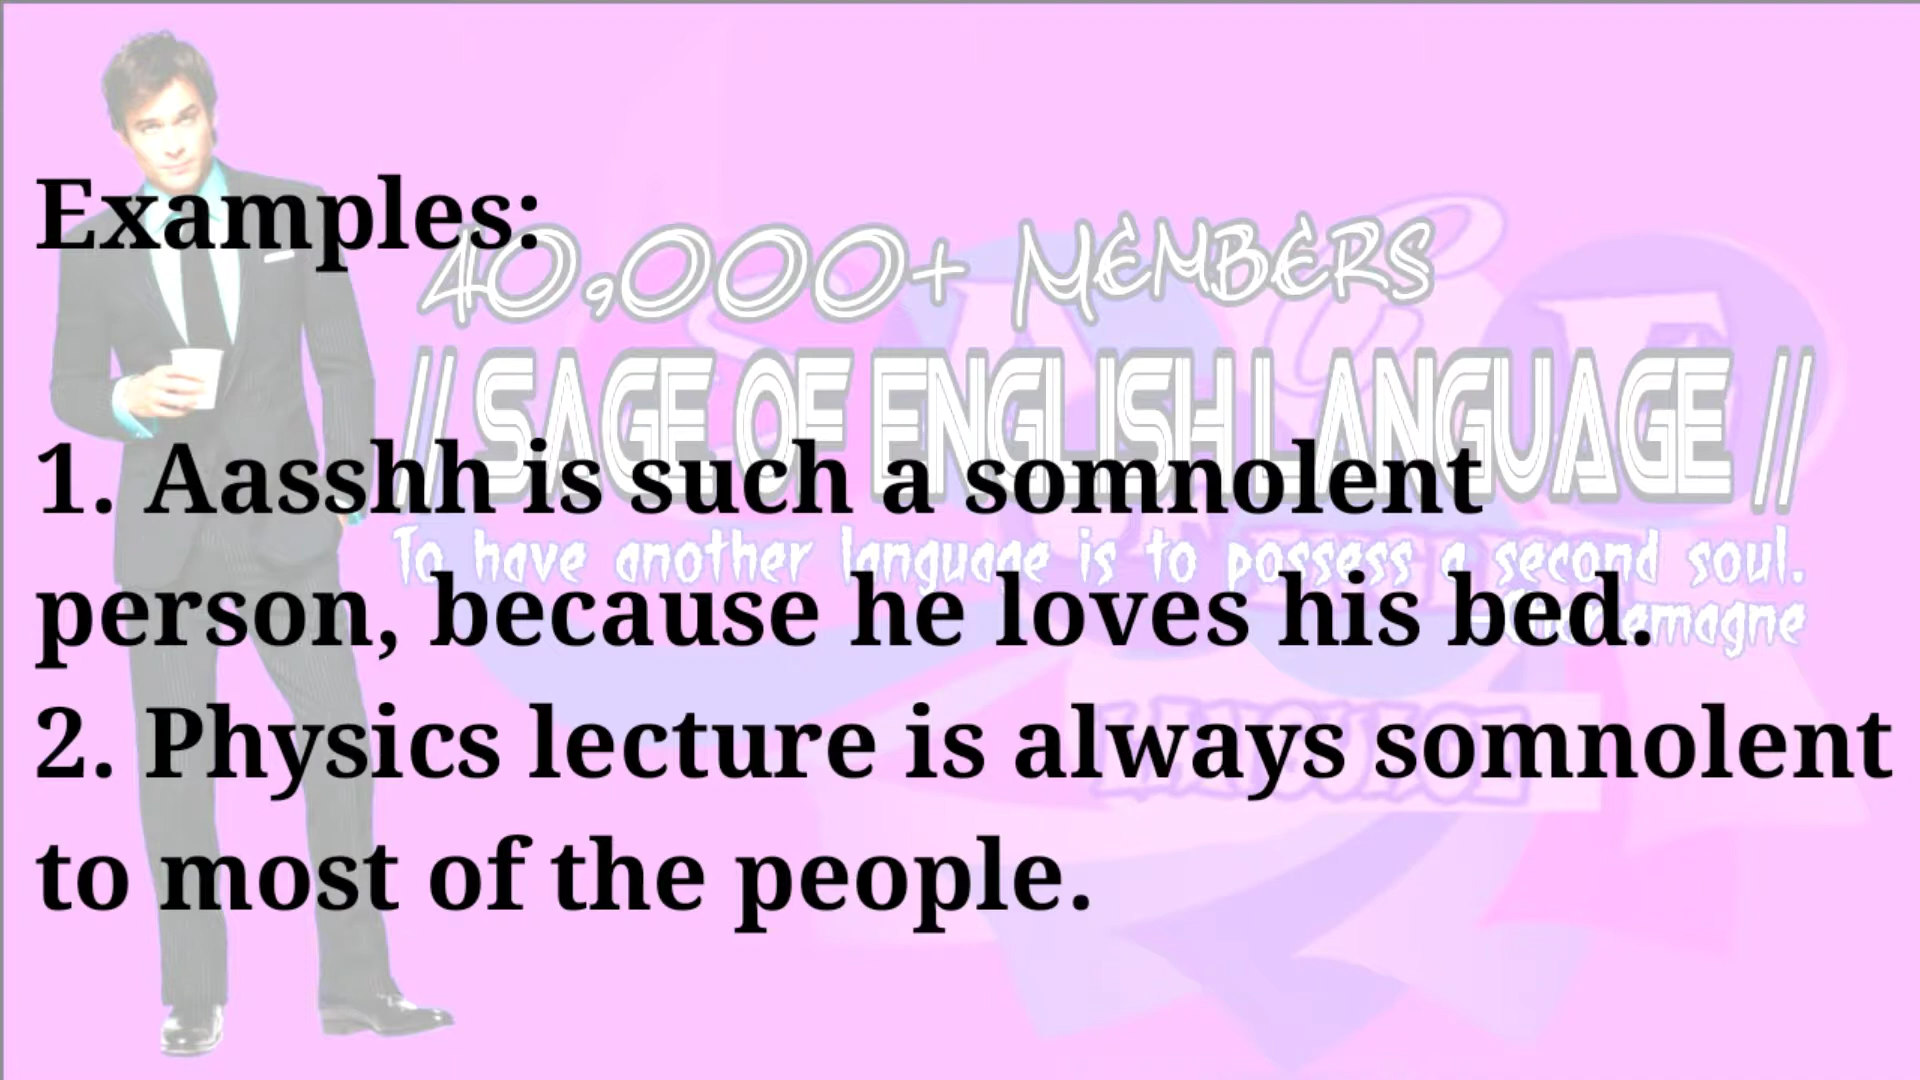 Examples:
40,000+ MEMBERS
// SAGE OF ENGLISH LANGUAGE //
1. Aasshh is such a somnolent
To have another language is to possess a second soul.
person, because he loves his bed.
-Charlemagne
2. Physics lecture is always somnolent
LANGUAGE
to most of the people.